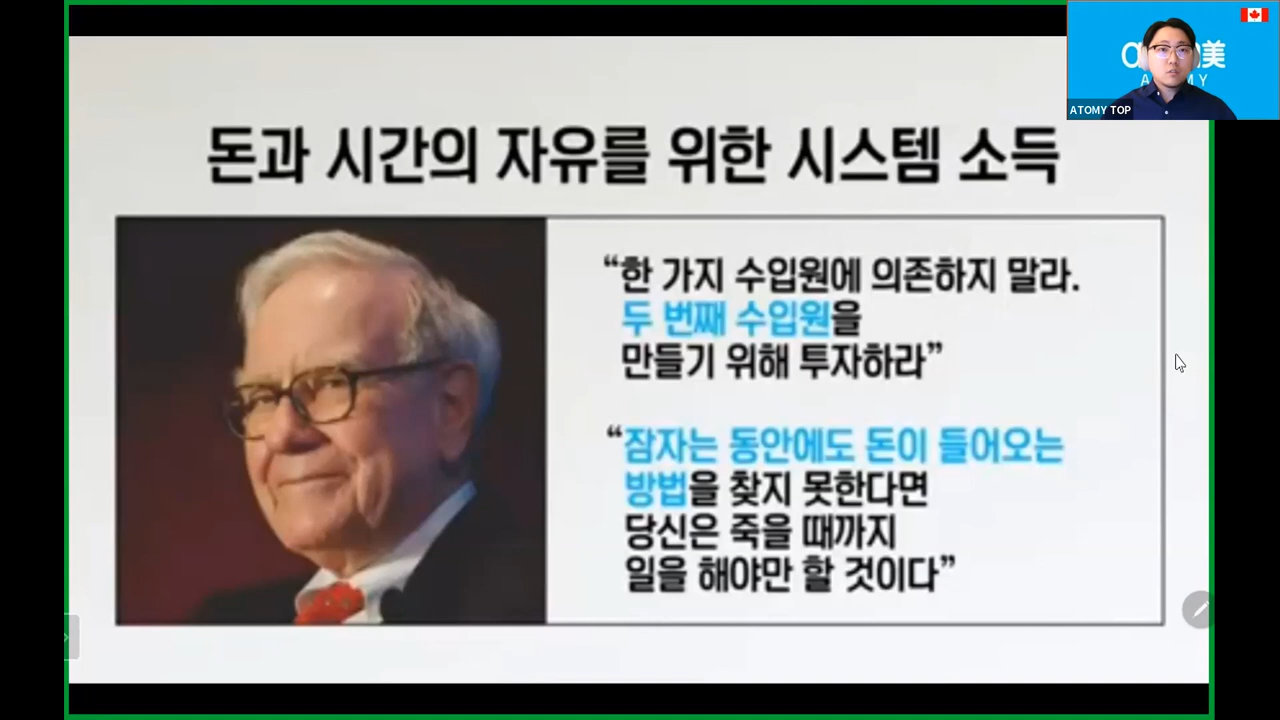 돈과 시간의 자유를 위한 시스템 소득
“한 가지 수입원에 의존하지 말라.
두 번째 수입원을
만들기 위해 투자하라”
“잠자는 동안에도 돈이 들어오는
방법을 찾지 못한다면
당신은 죽을 때까지
일을 해야만 할 것이다”
美
ATOMY TOP